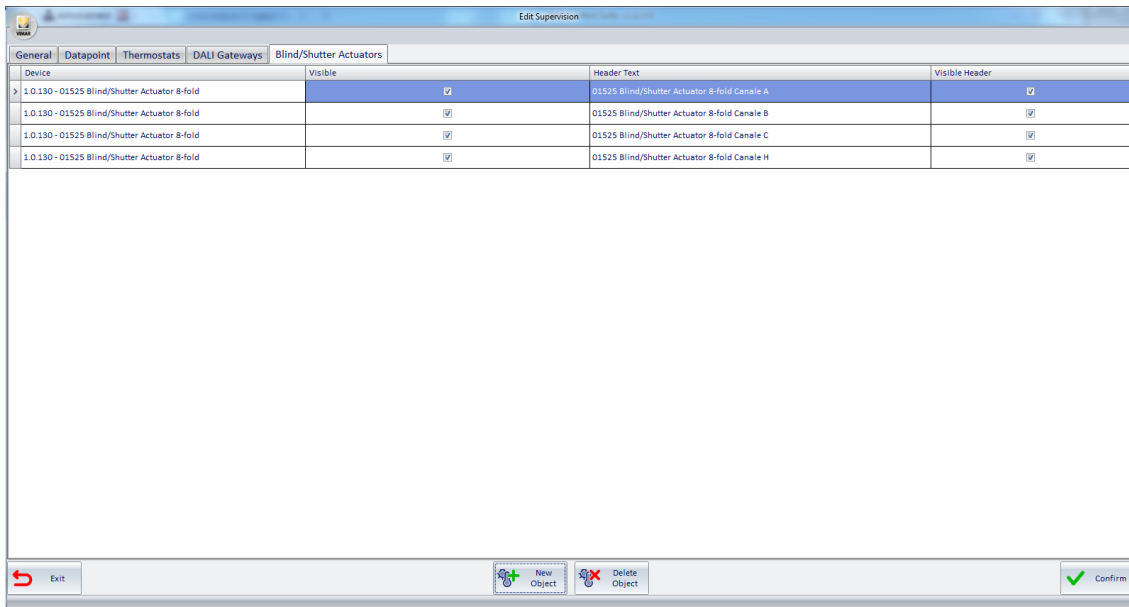 Edit Supervision
VIMAR
General Datapoint Thermostats DALI Gateways Blind/Shutter Actuators
Device Visible Header Text Visible Header
1.0.130 - 01525 Blind/Shutter Actuator 8-fold 01525 Blind/Shutter Actuator 8-fold Canale A
1.0.130 - 01525 Blind/Shutter Actuator 8-fold 01525 Blind/Shutter Actuator 8-fold Canale B
1.0.130 - 01525 Blind/Shutter Actuator 8-fold 01525 Blind/Shutter Actuator 8-fold Canale C
1.0.130 - 01525 Blind/Shutter Actuator 8-fold 01525 Blind/Shutter Actuator 8-fold Canale H
Exit
New
Object
Delete
Object
Confirm